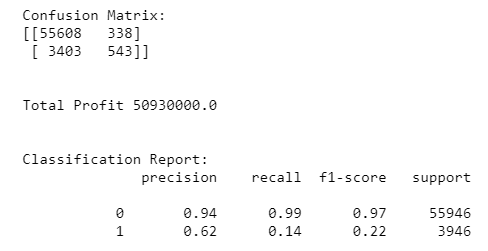 Confusion Matrix:
[[55608   338]
 [ 3403   543]]
Total Profit 50930000.0
Classification Report:
precision    recall  f1-score   support
0       0.94      0.99      0.97     55946
1       0.62      0.14      0.22      3946